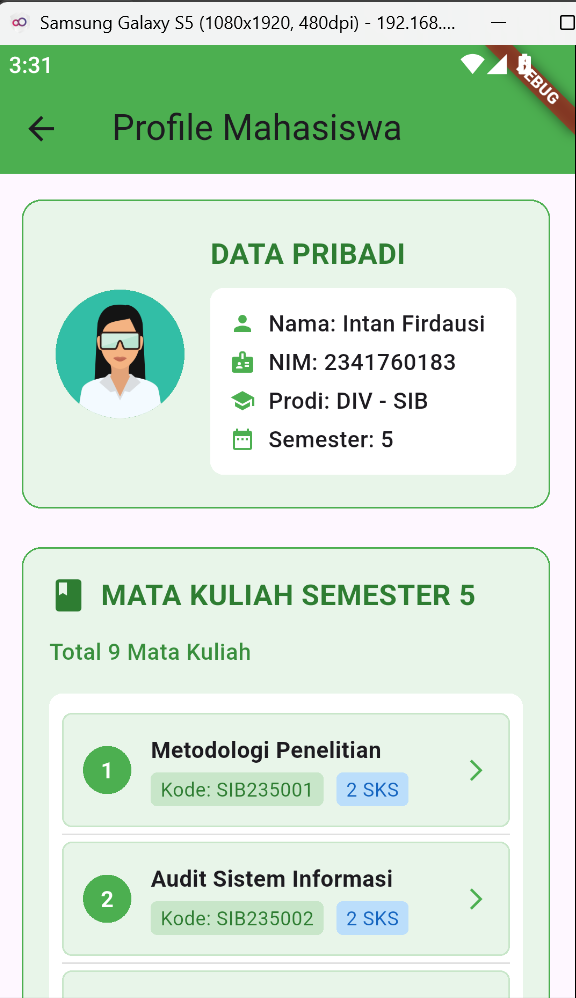 Samsung Galaxy S5 (1080x1920, 480dpi) - 192.168....
3:31
DEBUG
Profile Mahasiswa
DATA PRIBADI
Nama: Intan Firdausi
NIM: 2341760183
Prodi: DIV - SIB
Semester: 5
MATA KULIAH SEMESTER 5
Total 9 Mata Kuliah
1
Metodologi Penelitian
Kode: SIB235001 2 SKS
2
Audit Sistem Informasi
Kode: SIB235002 2 SKS